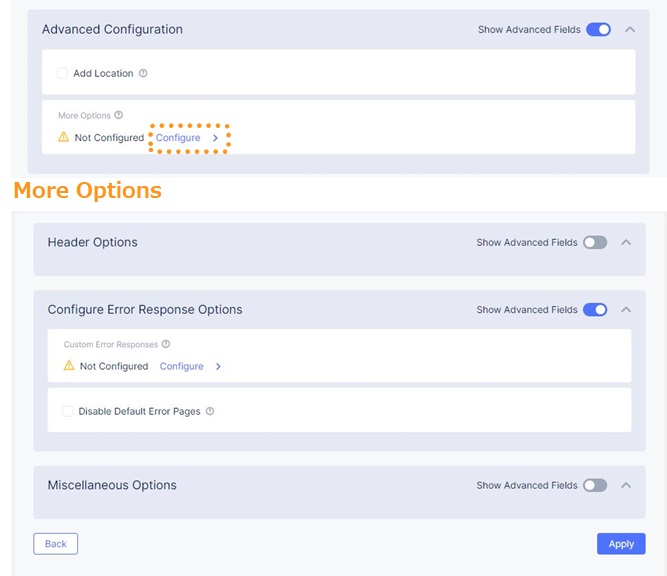 Advanced Configuration Show Advanced Fields
Add Location
More Options
Not Configured Configure
More Options
Header Options Show Advanced Fields
Configure Error Response Options Show Advanced Fields
Custom Error Responses
Not Configured Configure
Disable Default Error Pages
Miscellaneous Options Show Advanced Fields
Back Apply